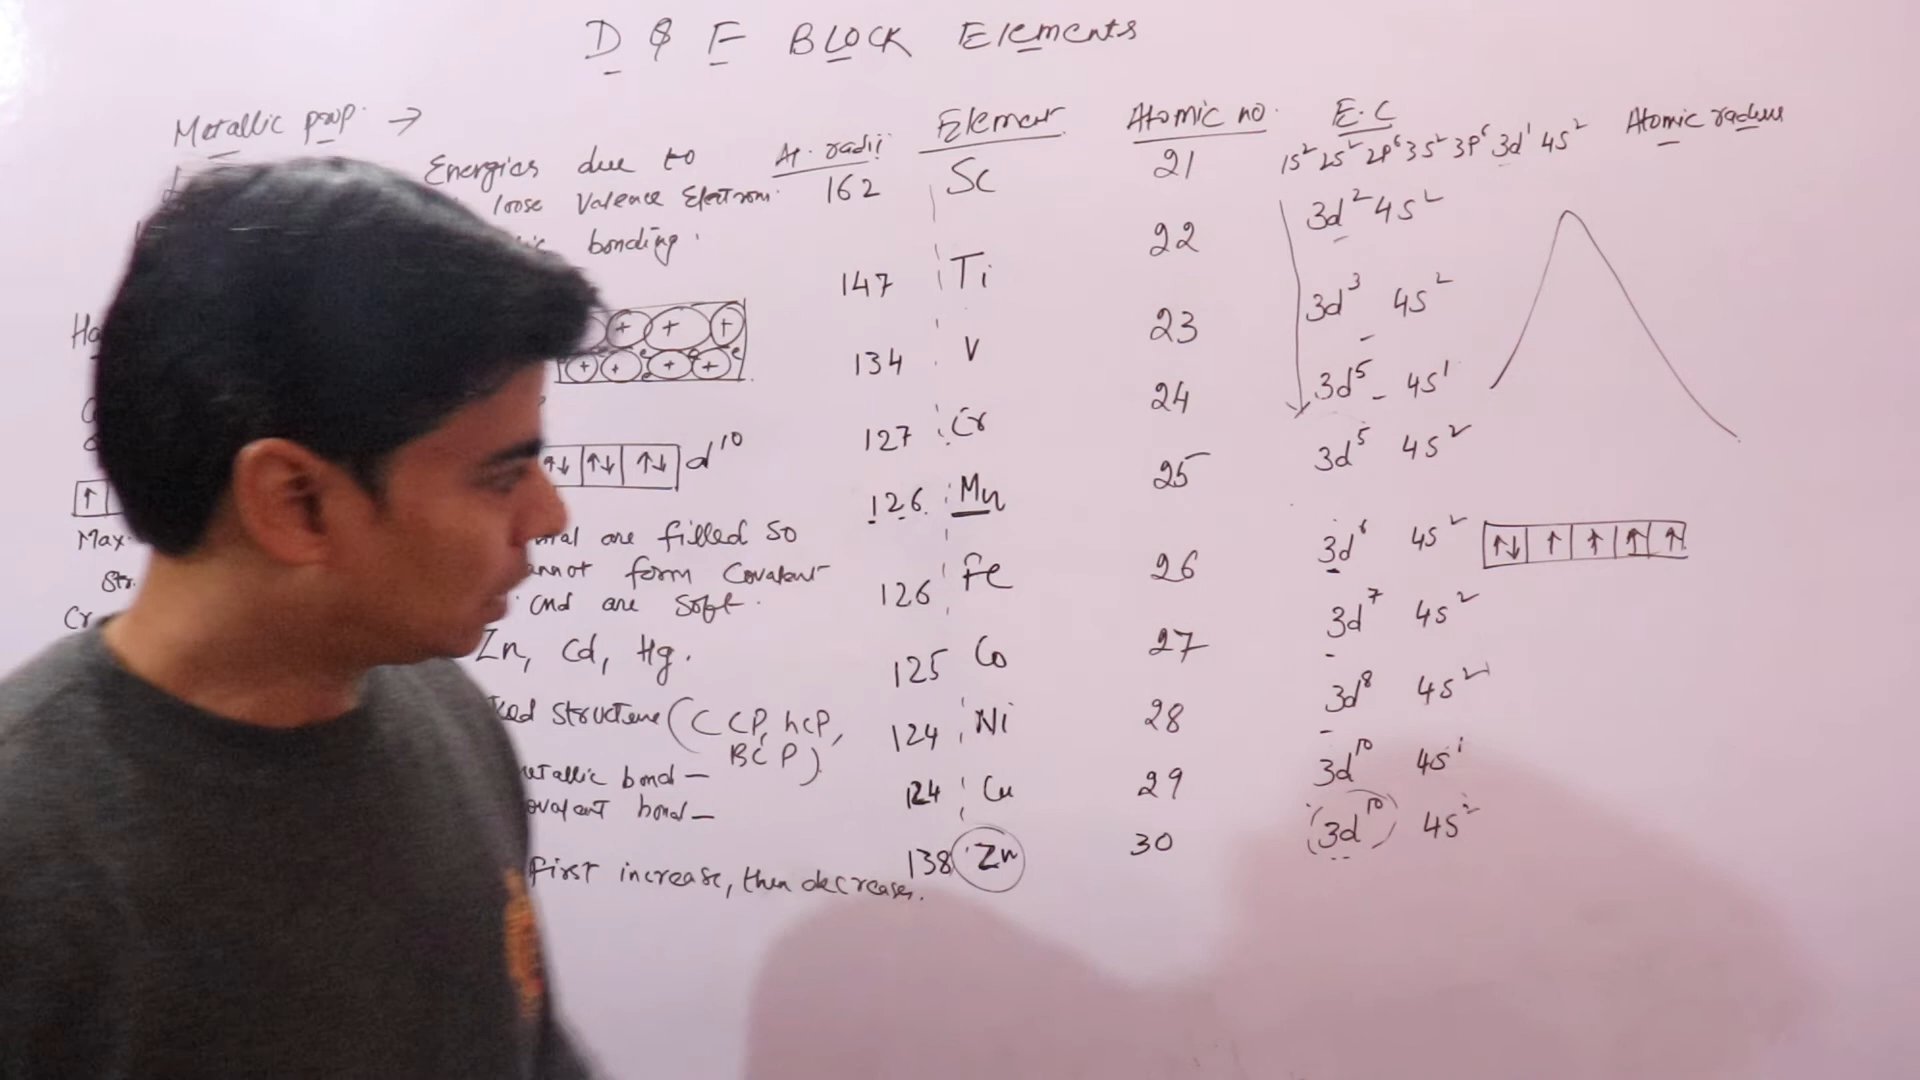 D & F BLOCK Elements
Metallic prop. →
Energies due to
loose valence Electrom.
bonding.
d¹⁰
Max.
are filled so
form Covalent
and are soft.
Str.
Cr
Zn, Cd, Hg.
structure (CCP, hcp,
BCP)
bond —
bond —
first increase, then decreases.
At. radii Element Atomic no. E.C Atomic radius
162 Sc 21 1s² 2s² 2p⁶ 3s² 3p⁶ 3d¹ 4s²
147 Ti 22 3d² 4s²
134 V 23 3d³ 4s²
127 Cr 24 3d⁵ 4s¹
126 Mn 25 3d⁵ 4s²
126 Fe 26 3d⁶ 4s²
125 Co 27 3d⁷ 4s²
124 Ni 28 3d⁸ 4s²
124 Cu 29 3d¹⁰ 4s¹
138 Zn 30 (3d¹⁰) 4s²